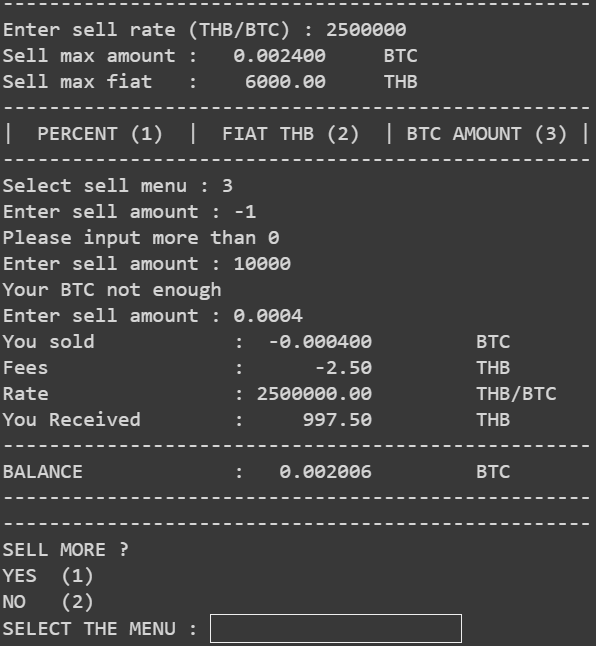 ------------------------------------------------------
Enter sell rate (THB/BTC) : 2500000
Sell max amount :   0.002400     BTC
Sell max fiat   :    6000.00     THB
---------------------------------------------------
|  PERCENT (1)  |  FIAT THB (2)  | BTC AMOUNT (3) |
---------------------------------------------------
Select sell menu : 3
Enter sell amount : -1
Please input more than 0
Enter sell amount : 10000
Your BTC not enough
Enter sell amount : 0.0004
You sold            :  -0.000400         BTC
Fees                :      -2.50         THB
Rate                : 2500000.00         THB/BTC
You Received        :     997.50         THB
---------------------------------------------------
BALANCE             :   0.002006         BTC
---------------------------------------------------
---------------------------------------------------
SELL MORE ?
YES  (1)
NO   (2)
SELECT THE MENU :